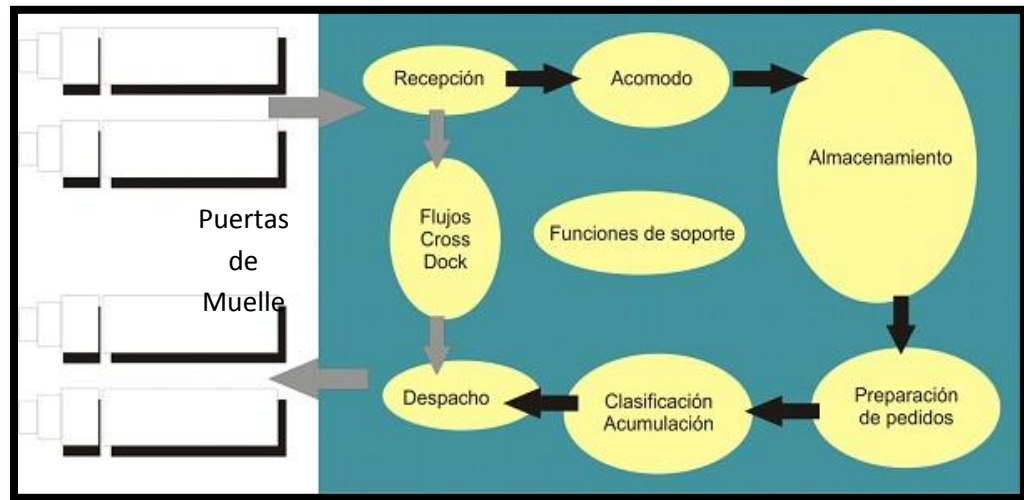 Recepción
Acomodo
Almacenamiento
Puertas
de
Muelle
Flujos
Cross
Dock
Funciones de soporte
Despacho
Clasificación
Acumulación
Preparación
de pedidos